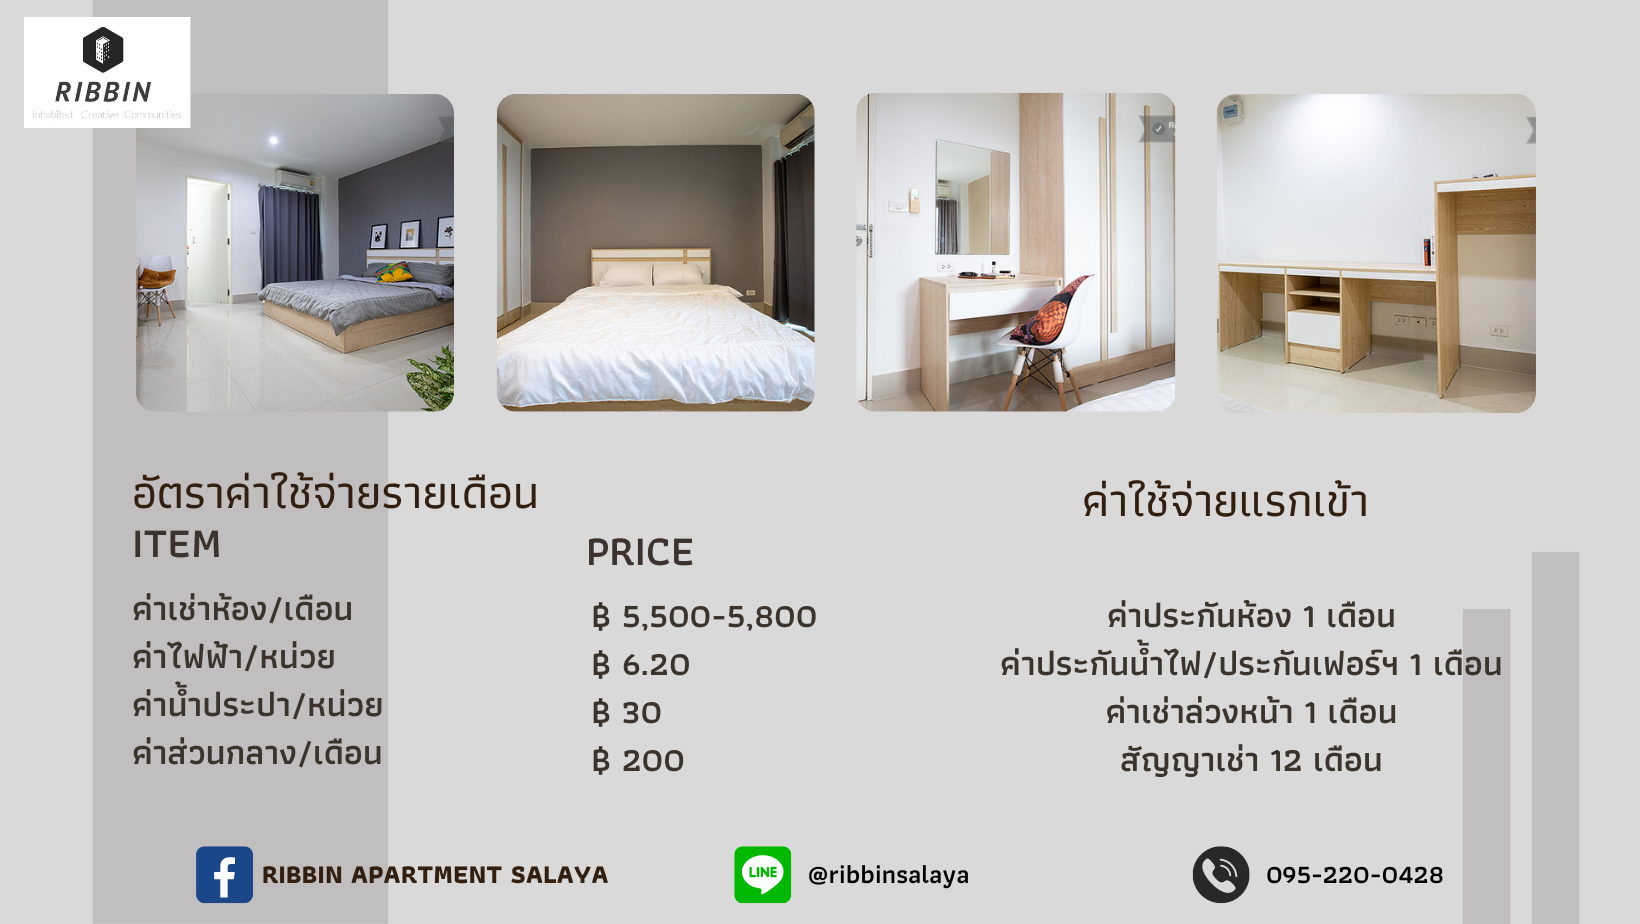 RIBBIN
Inhabited Creative Communities
อัตราค่าใช้จ่ายรายเดือน
ITEM
PRICE
ค่าเช่าห้อง/เดือน
฿ 5,500-5,800
ค่าไฟฟ้า/หน่วย
฿ 6.20
ค่าน้ำประปา/หน่วย
฿ 30
ค่าส่วนกลาง/เดือน
฿ 200
ค่าใช้จ่ายแรกเข้า
ค่าประกันห้อง 1 เดือน
ค่าประกันน้ำไฟ/ประกันเฟอร์ฯ 1 เดือน
ค่าเช่าล่วงหน้า 1 เดือน
สัญญาเช่า 12 เดือน
RIBBIN APARTMENT SALAYA
LINE
@ribbinsalaya
095-220-0428